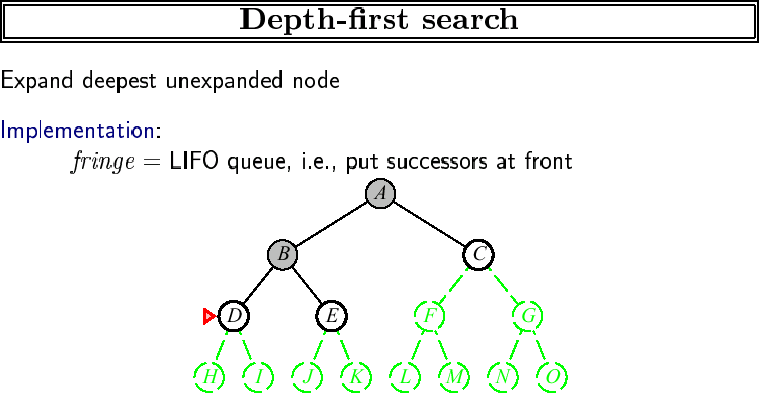 Depth-first search
Expand deepest unexpanded node
Implementation:
fringe = LIFO queue, i.e., put successors at front
A
B C
D E F G
H I J K L M N O